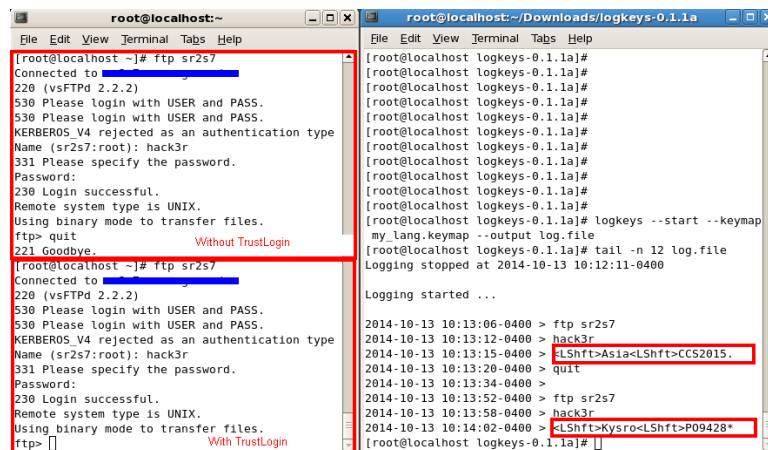 root@localhost:~
File Edit View Terminal Tabs Help
[root@localhost ~]# ftp sr2s7
Connected to
220 (vsFTPd 2.2.2)
530 Please login with USER and PASS.
530 Please login with USER and PASS.
KERBEROS_V4 rejected as an authentication type
Name (sr2s7:root): hack3r
331 Please specify the password.
Password:
230 Login successful.
Remote system type is UNIX.
Using binary mode to transfer files.
ftp> quit
Without TrustLogin
221 Goodbye.
[root@localhost ~]# ftp sr2s7
Connected to
220 (vsFTPd 2.2.2)
530 Please login with USER and PASS.
530 Please login with USER and PASS.
KERBEROS_V4 rejected as an authentication type
Name (sr2s7:root): hack3r
331 Please specify the password.
Password:
230 Login successful.
Remote system type is UNIX.
Using binary mode to transfer files.
With TrustLogin
ftp>
root@localhost:~/Downloads/logkeys-0.1.1a
File Edit View Terminal Tabs Help
[root@localhost logkeys-0.1.1a]#
[root@localhost logkeys-0.1.1a]#
[root@localhost logkeys-0.1.1a]#
[root@localhost logkeys-0.1.1a]#
[root@localhost logkeys-0.1.1a]#
[root@localhost logkeys-0.1.1a]#
[root@localhost logkeys-0.1.1a]#
[root@localhost logkeys-0.1.1a]#
[root@localhost logkeys-0.1.1a]#
[root@localhost logkeys-0.1.1a]#
[root@localhost logkeys-0.1.1a]#
[root@localhost logkeys-0.1.1a]# logkeys --start --keymap
my_lang.keymap --output log.file
[root@localhost logkeys-0.1.1a]# tail -n 12 log.file
Logging stopped at 2014-10-13 10:12:11-0400
Logging started ...
2014-10-13 10:13:06-0400 > ftp sr2s7
2014-10-13 10:13:12-0400 > hack3r
2014-10-13 10:13:15-0400 > <LShft>Asia<LShft>CCS2015.
2014-10-13 10:13:20-0400 > quit
2014-10-13 10:13:34-0400 >
2014-10-13 10:13:52-0400 > ftp sr2s7
2014-10-13 10:13:58-0400 > hack3r
2014-10-13 10:14:02-0400 > <LShft>Kysro<LShft>PO9428*
[root@localhost logkeys-0.1.1a]#